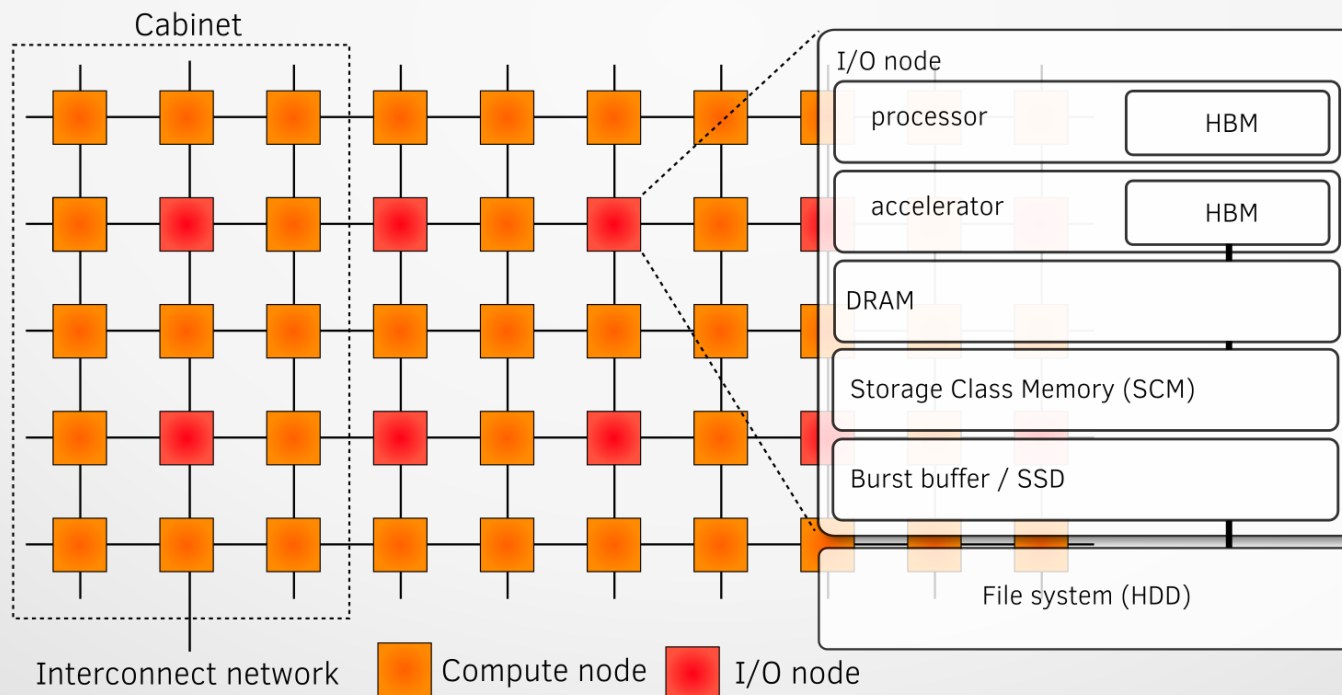 Cabinet
I/O node
processor
HBM
accelerator
HBM
DRAM
Storage Class Memory (SCM)
Burst buffer / SSD
File system (HDD)
Interconnect network
Compute node
I/O node